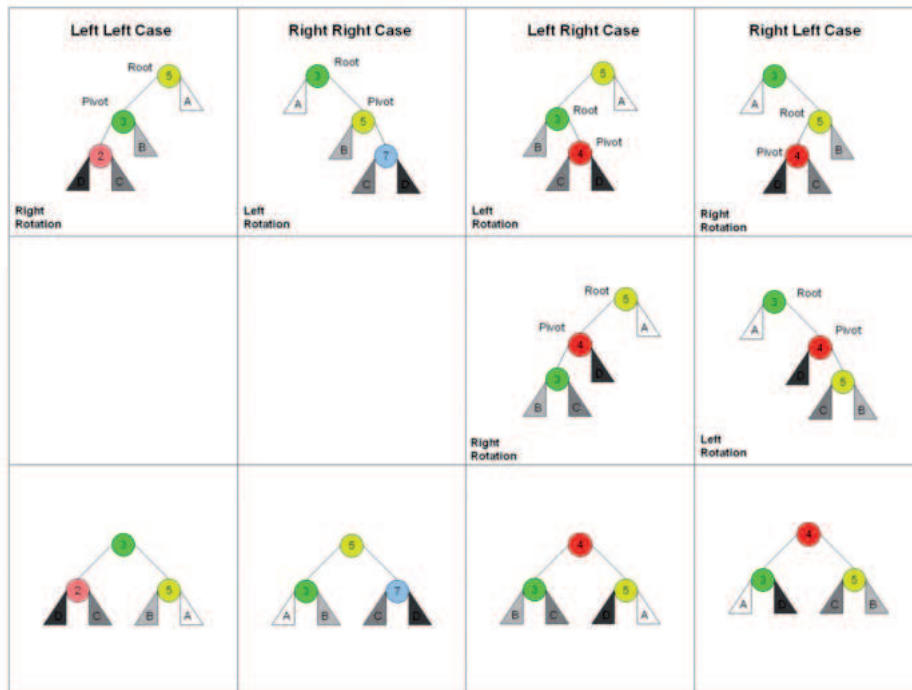 Left Left Case
Right Right Case
Left Right Case
Right Left Case
Root
5
A
Pivot
3
B
2
D
C
Right
Rotation
3
Root
A
Pivot
5
B
7
C
D
Left
Rotation
5
A
3
Root
Pivot
B
4
C
D
Left
Rotation
3
A
Root
5
Pivot
4
B
D
C
Right
Rotation
Root
5
A
Pivot
4
D
3
B
C
Right
Rotation
3
Root
A
Pivot
4
D
5
C
B
Left
Rotation
3
2
5
D
C
B
A
5
3
7
A
B
C
D
4
3
5
B
C
D
A
4
3
5
A
D
C
B